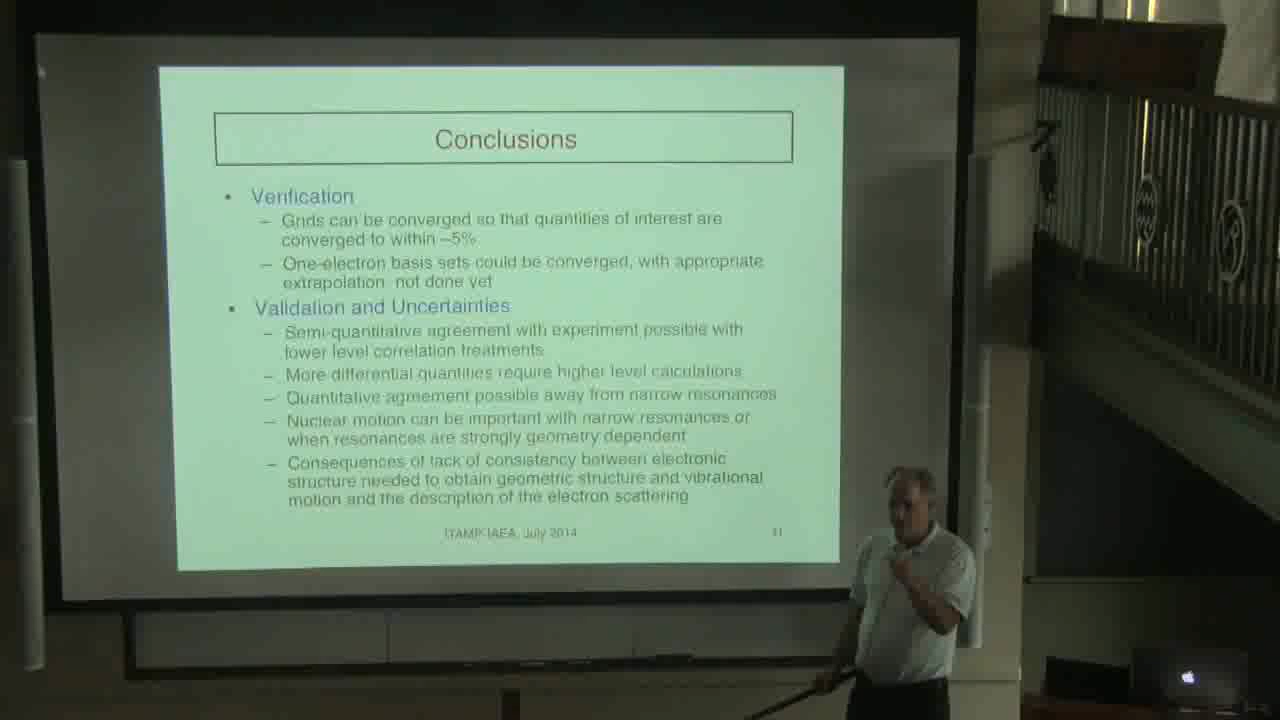 Conclusions
• Verification
– Grids can be converged so that quantities of interest are
converged to within ~5%
– One-electron basis sets could be converged, with appropriate
extrapolation not done yet
• Validation and Uncertainties
– Semi-quantitative agreement with experiment possible with
lower level correlation treatments
– More differential quantities require higher level calculations
– Quantitative agreement possible away from narrow resonances
– Nuclear motion can be important with narrow resonances or
when resonances are strongly geometry dependent
– Consequences of lack of consistency between electronic
structure needed to obtain geometric structure and vibrational
motion and the description of the electron scattering
ITAMP-IAEA, July 2014